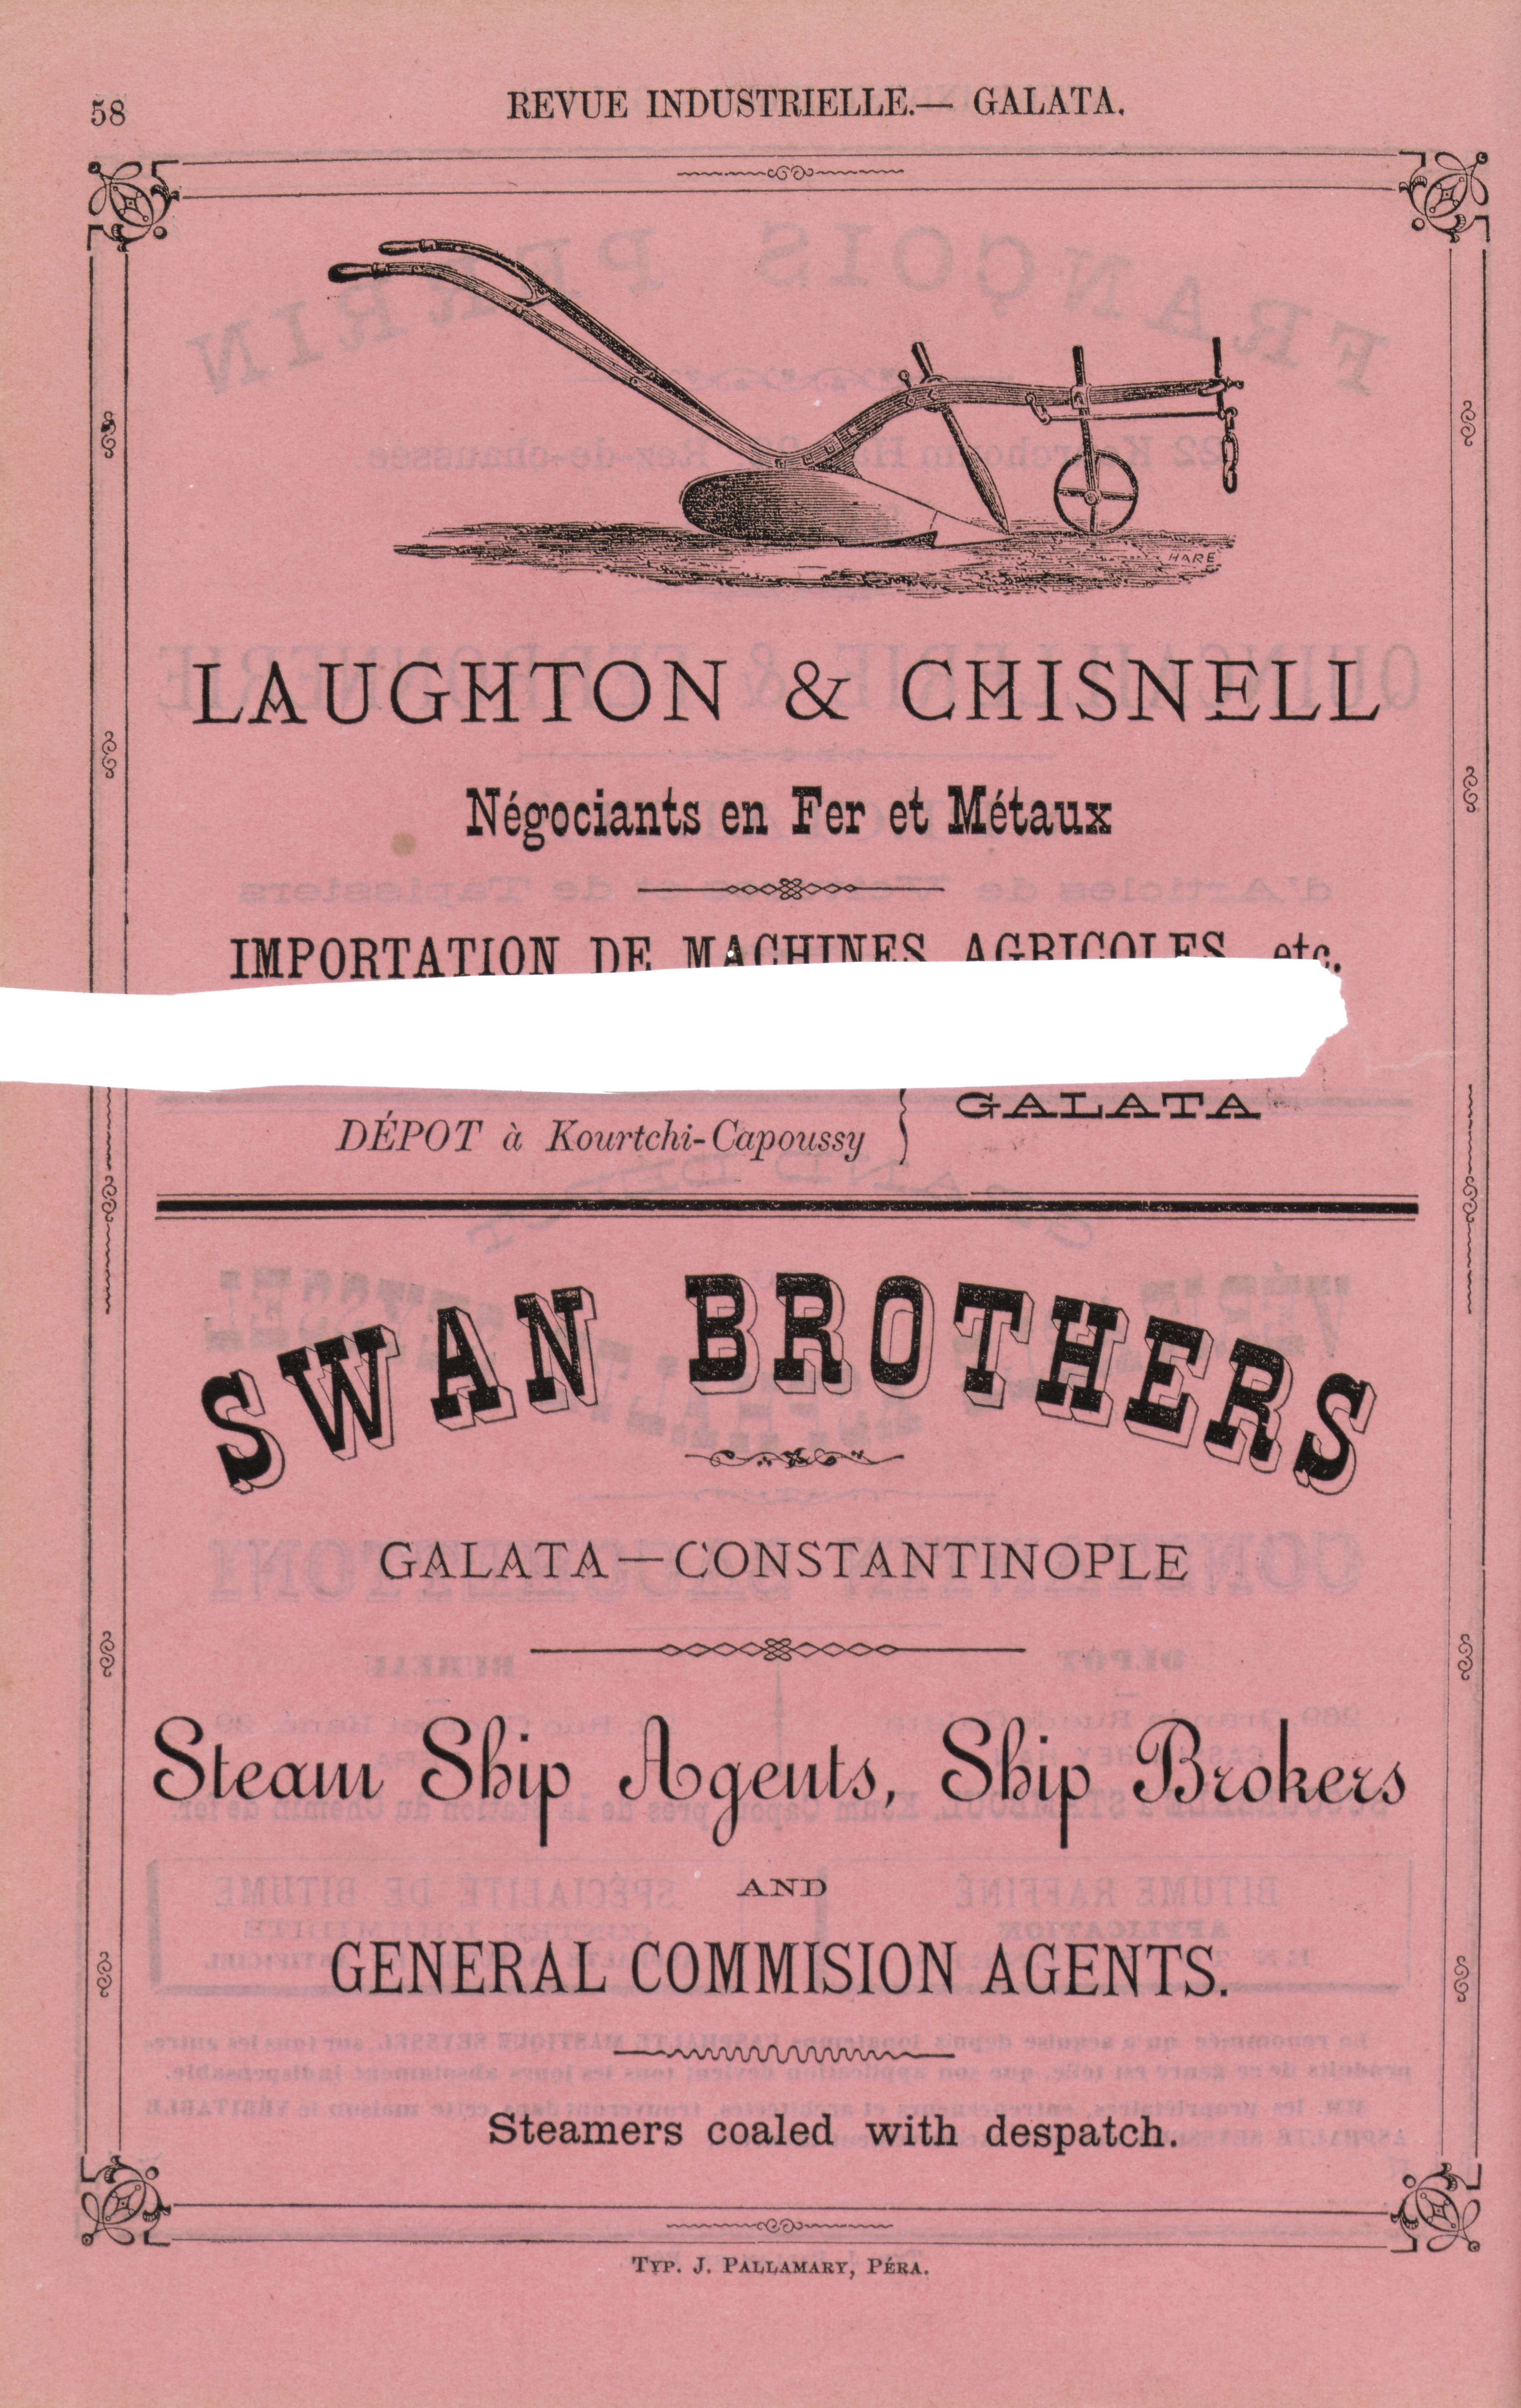 58
REVUE INDUSTRIELLE.— GALATA.
HARE
LAUGHTON & CHISNELL
Négociants en Fer et Métaux
IMPORTATION DE MACHINES AGRICOLES etc.
GALATA
DÉPOT à Kourtchi-Capoussy
SWAN BROTHERS
GALATA—CONSTANTINOPLE
Steam Ship Agents, Ship Brokers
AND
GENERAL COMMISION AGENTS.
Steamers coaled with despatch.
TYP. J. PALLAMARY, PÉRA.